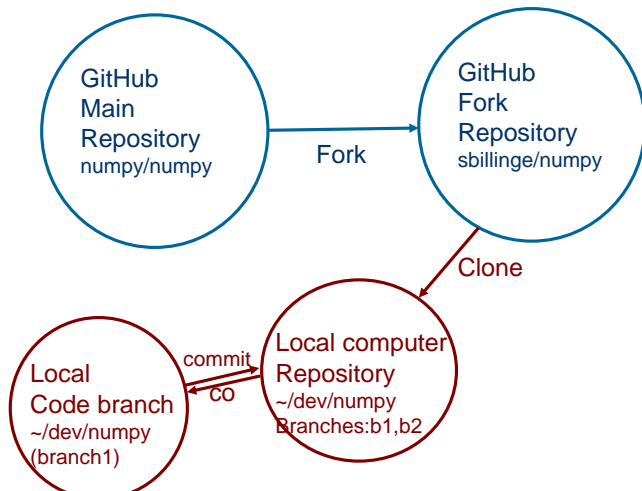 GitHub
Main
Repository
numpy/numpy
Fork
GitHub
Fork
Repository
sbillinge/numpy
Clone
Local computer
Repository
~/dev/numpy
Branches:b1,b2
commit
co
Local
Code branch
~/dev/numpy
(branch1)